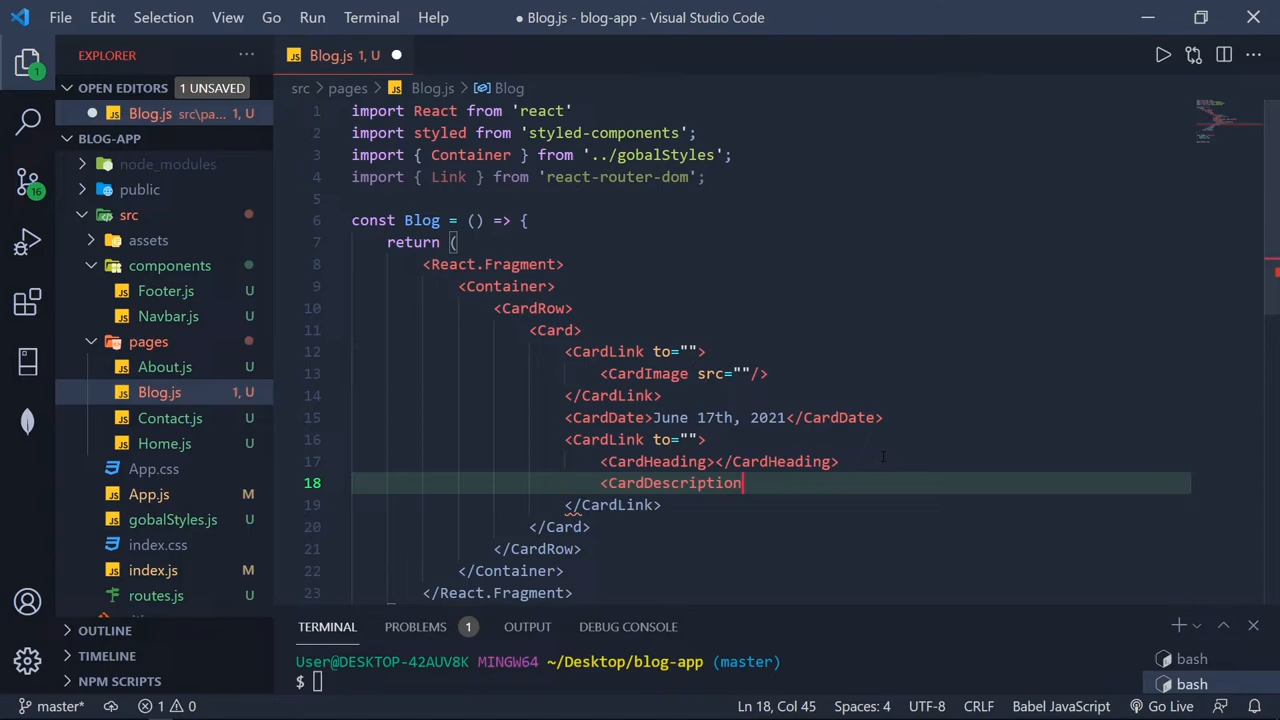 File Edit Selection View Go Run Terminal Help
● Blog.js - blog-app - Visual Studio Code
EXPLORER ···
OPEN EDITORS 1 UNSAVED
Blog.js src\pa... 1, U
BLOG-APP
node_modules
public
src
assets
components
Footer.js U
Navbar.js U
pages
About.js U
Blog.js 1, U
Contact.js U
Home.js U
App.css
App.js M
gobalStyles.js U
index.css
index.js M
routes.js U
OUTLINE
TIMELINE
NPM SCRIPTS
1
16
JS Blog.js 1, U
src > pages > JS Blog.js > Blog
1 import React from 'react'
2 import styled from 'styled-components';
3 import { Container } from '../gobalStyles';
4 import { Link } from 'react-router-dom';
5
6 const Blog = () => {
7 return (
8 <React.Fragment>
9 <Container>
10 <CardRow>
11 <Card>
12 <CardLink to="">
13 <CardImage src=""/>
14 </CardLink>
15 <CardDate>June 17th, 2021</CardDate>
16 <CardLink to="">
17 <CardHeading></CardHeading>
18 <CardDescription
19 </CardLink>
20 </Card>
21 </CardRow>
22 </Container>
23 </React.Fragment>
TERMINAL PROBLEMS 1 OUTPUT DEBUG CONSOLE
User@DESKTOP-42AUV8K MINGW64 ~/Desktop/blog-app (master)
$
bash
bash
master* 1 0 Ln 18, Col 45 Spaces: 4 UTF-8 CRLF Babel JavaScript Go Live